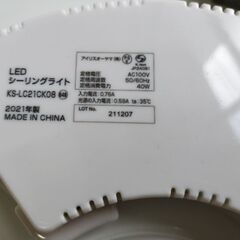 LED
シーリングライト
KS-LC21CK08
2021年製
MADE IN CHINA
アイリスオーヤマ(株)
定格電圧 AC100V
定格周波数 50/60Hz
定格消費電力 40W
入力電流:0.76A
光源の入力電流:0.59A ta:35℃
LOT No.
211207